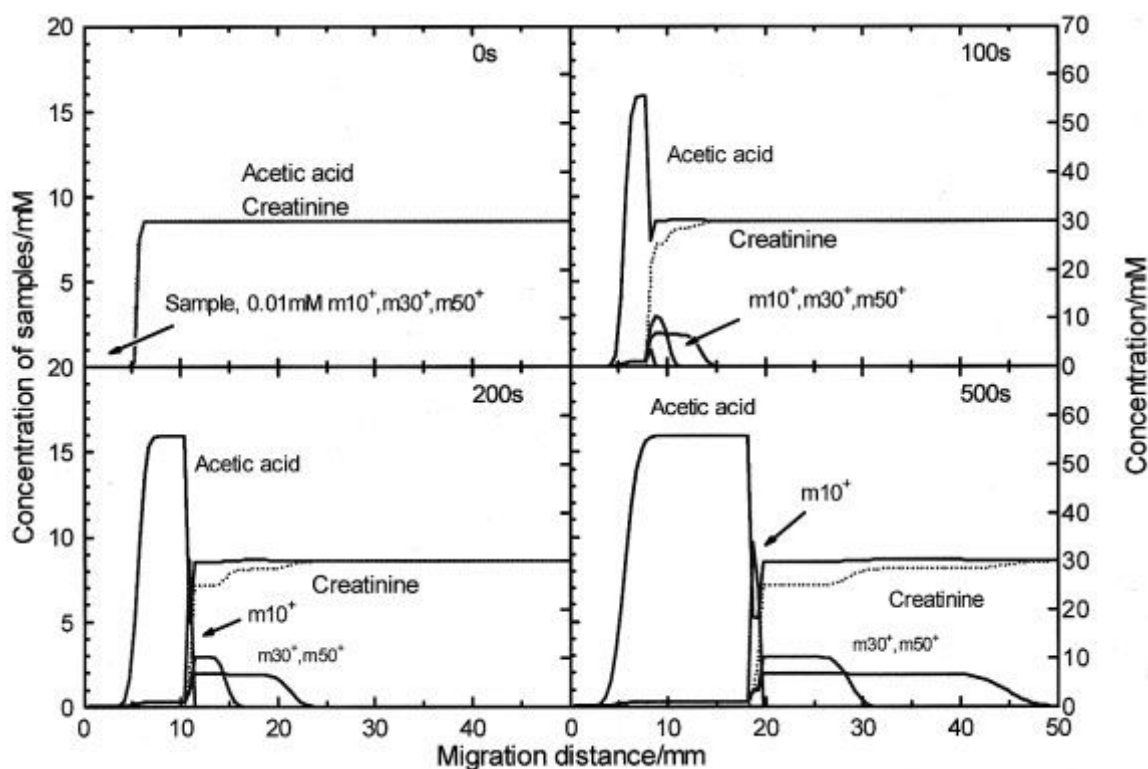 20
15
10
5
20
0s
Acetic acid
Creatinine
Sample, 0.01mM m10⁺,m30⁺,m50⁺
100s
Acetic acid
Creatinine
m10⁺,m30⁺,m50⁺
70
60
50
40
30
20
10
0
200s
Acetic acid
Creatinine
m10⁺
m30⁺,m50⁺
15
10
5
0
0 10 20 30 40
500s
Acetic acid
m10⁺
Creatinine
m30⁺,m50⁺
60
50
40
30
20
10
0
0 10 20 30 40 50
Concentration of samples/mM
Concentration/mM
Migration distance/mm